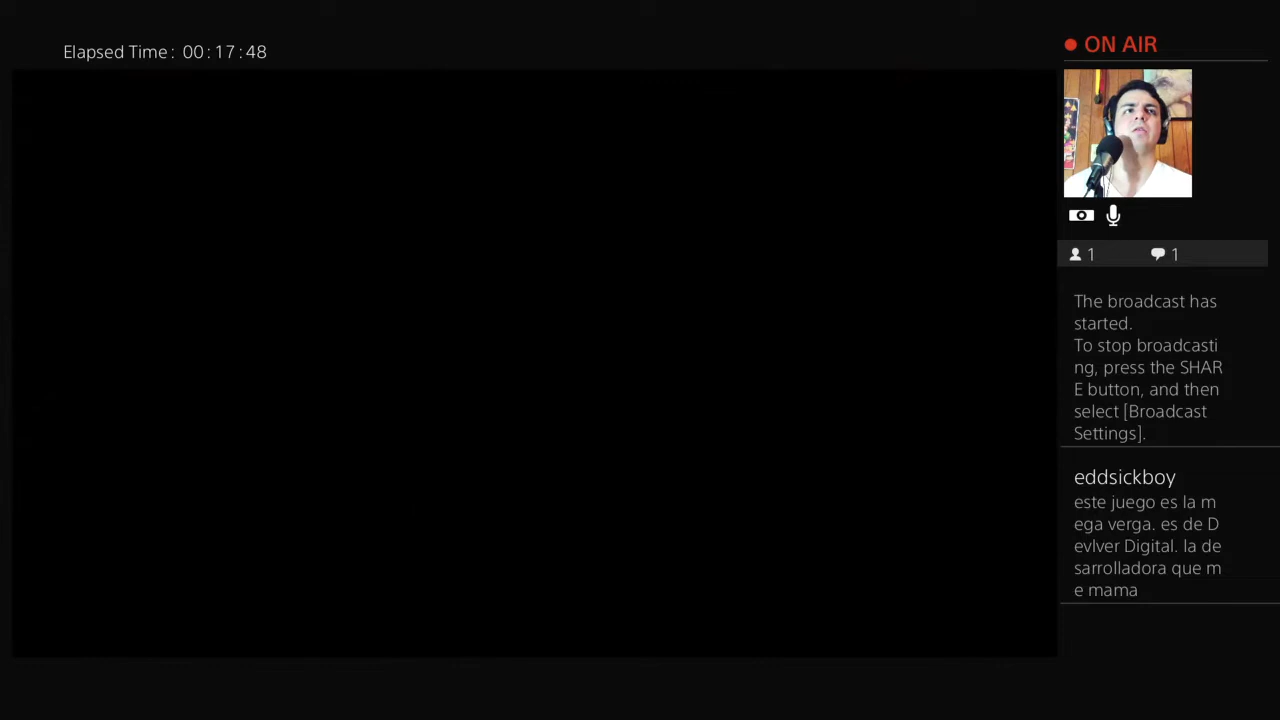 Elapsed Time: 00:17:48
ON AIR
1 1
The broadcast has
started.
To stop broadcasti
ng, press the SHAR
E button, and then
select [Broadcast
Settings].
eddsickboy
este juego es la m
ega verga. es de D
evlver Digital. la de
sarrolladora que m
e mama